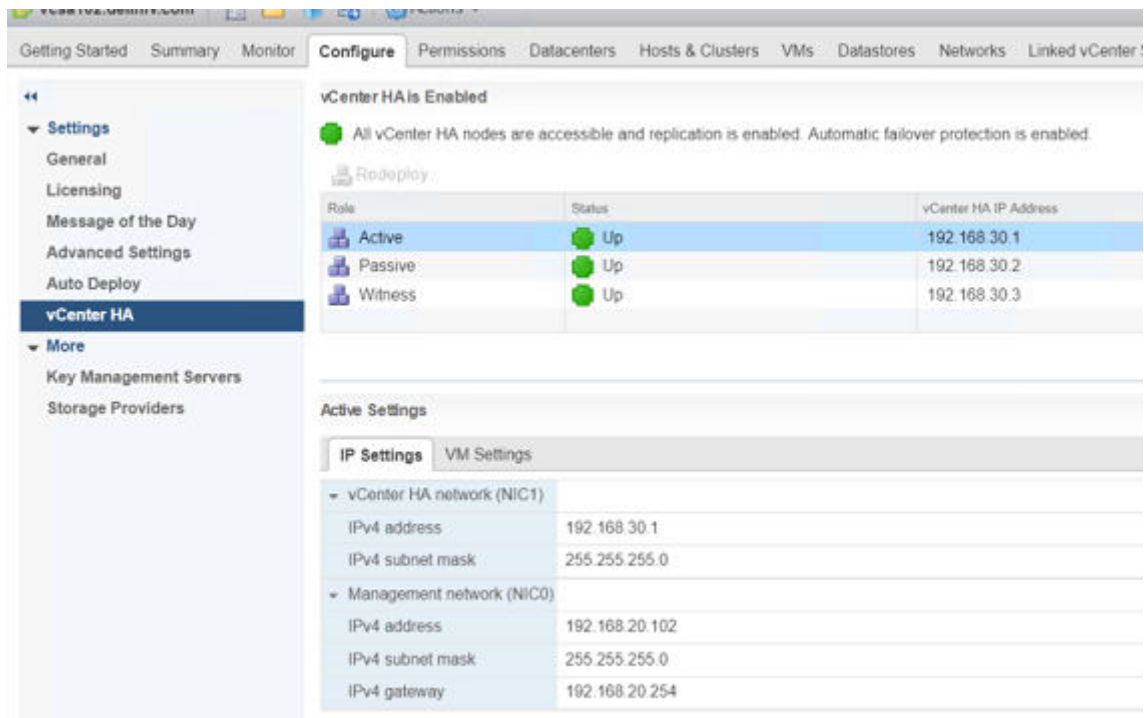 Getting Started Summary Monitor Configure Permissions Datacenters Hosts & Clusters VMs Datastores Networks Linked vCenter
Settings
General
Licensing
Message of the Day
Advanced Settings
Auto Deploy
vCenter HA
More
Key Management Servers
Storage Providers
vCenter HA is Enabled
All vCenter HA nodes are accessible and replication is enabled. Automatic failover protection is enabled.
Redeploy...
Role Status vCenter HA IP Address
Active Up 192.168.30.1
Passive Up 192.168.30.2
Witness Up 192.168.30.3
Active Settings
IP Settings VM Settings
vCenter HA network (NIC1)
IPv4 address 192.168.30.1
IPv4 subnet mask 255.255.255.0
Management network (NIC0)
IPv4 address 192.168.20.102
IPv4 subnet mask 255.255.255.0
IPv4 gateway 192.168.20.254